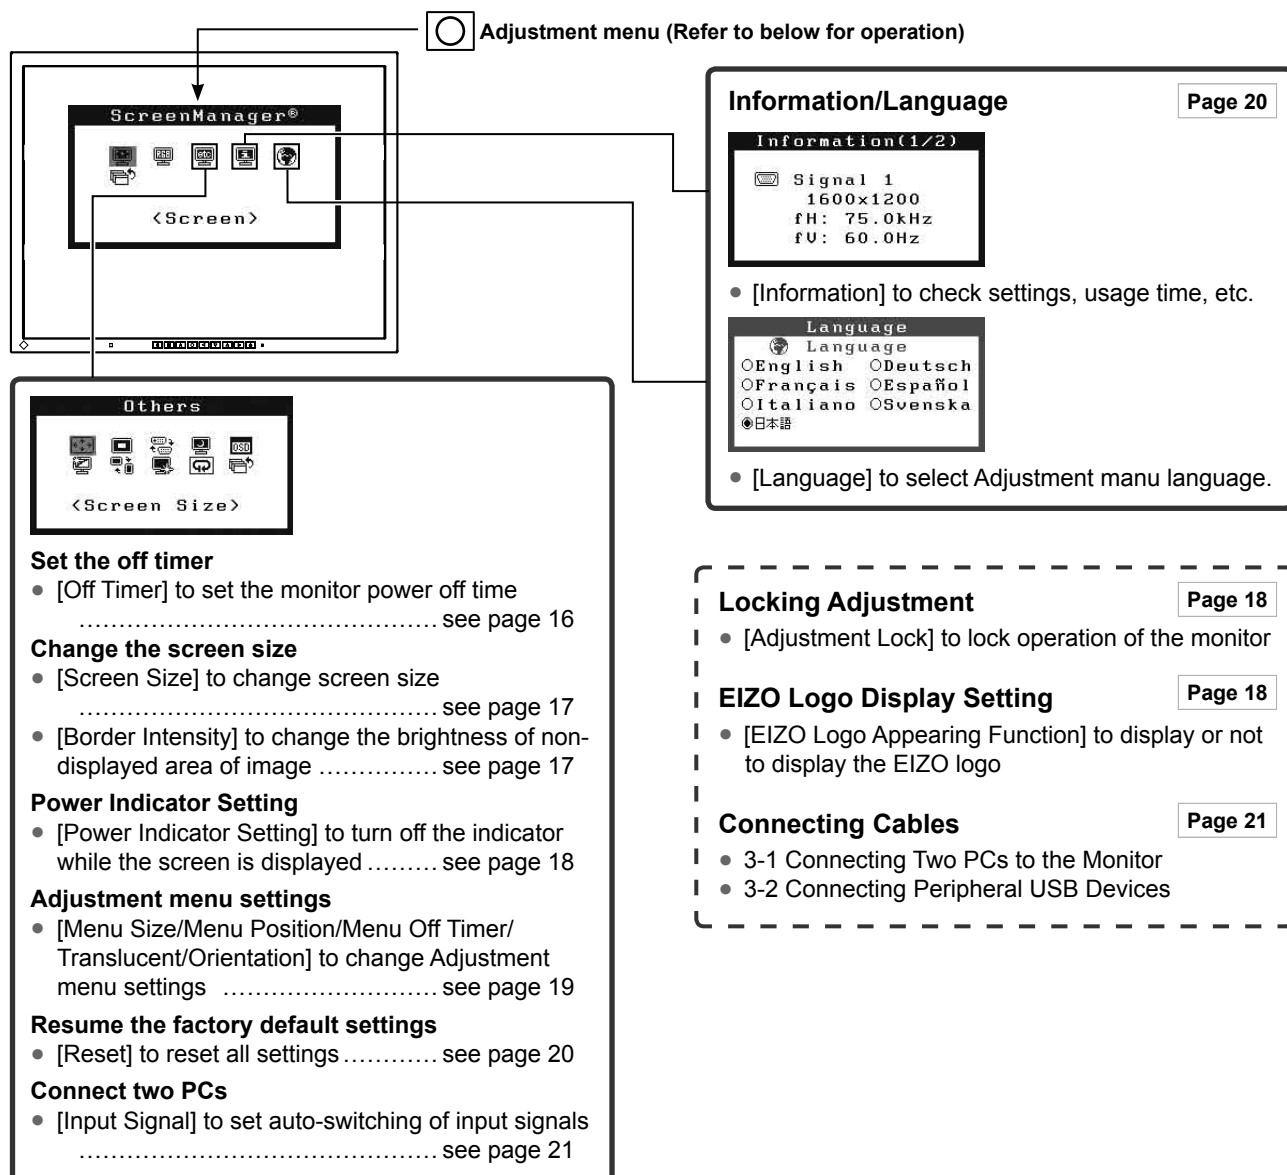 Adjustment menu (Refer to below for operation)
ScreenManager®
<Screen>
Others
<Screen Size>
Set the off timer
• [Off Timer] to set the monitor power off time
............................................. see page 16
Change the screen size
• [Screen Size] to change screen size
............................................. see page 17
• [Border Intensity] to change the brightness of non-
displayed area of image ............... see page 17
Power Indicator Setting
• [Power Indicator Setting] to turn off the indicator
while the screen is displayed ......... see page 18
Adjustment menu settings
• [Menu Size/Menu Position/Menu Off Timer/
Translucent/Orientation] to change Adjustment
menu settings ........................... see page 19
Resume the factory default settings
• [Reset] to reset all settings ............ see page 20
Connect two PCs
• [Input Signal] to set auto-switching of input signals
............................................. see page 21
Information/Language Page 20
Information(1/2)
Signal 1
1600x1200
fH: 75.0kHz
fV: 60.0Hz
• [Information] to check settings, usage time, etc.
Language
Language
○English ○Deutsch
○Français ○Español
○Italiano ○Svenska
◉日本語
• [Language] to select Adjustment manu language.
Locking Adjustment Page 18
• [Adjustment Lock] to lock operation of the monitor
EIZO Logo Display Setting Page 18
• [EIZO Logo Appearing Function] to display or not
to display the EIZO logo
Connecting Cables Page 21
• 3-1 Connecting Two PCs to the Monitor
• 3-2 Connecting Peripheral USB Devices